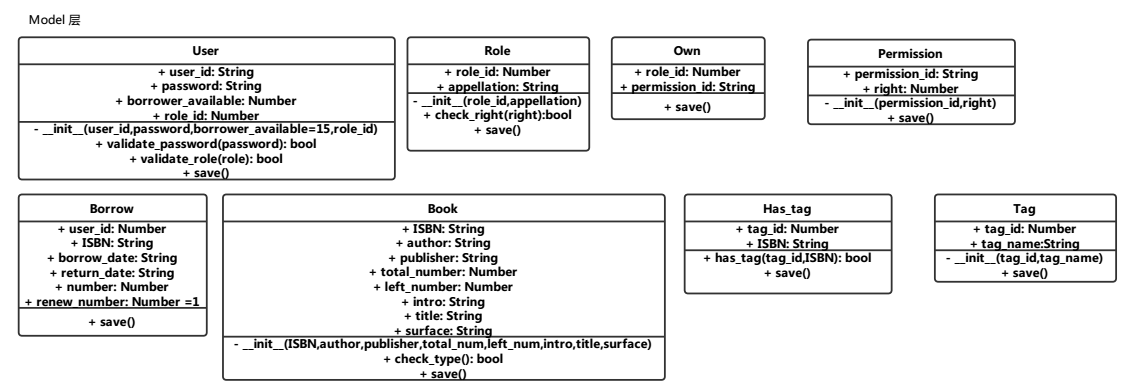 Model 层
User
+ user_id: String
+ password: String
+ borrower_available: Number
+ role_id: Number
- __init__(user_id,password,borrower_available=15,role_id)
+ validate_password(password): bool
+ validate_role(role): bool
+ save()
Role
+ role_id: Number
+ appellation: String
- __init__(role_id,appellation)
+ check_right(right):bool
+ save()
Own
+ role_id: Number
+ permission_id: String
+ save()
Permission
+ permission_id: String
+ right: Number
- __init__(permission_id,right)
+ save()
Borrow
+ user_id: Number
+ ISBN: String
+ borrow_date: String
+ return_date: String
+ number: Number
+ renew_number: Number =1
+ save()
Book
+ ISBN: String
+ author: String
+ publisher: String
+ total_number: Number
+ left_number: Number
+ intro: String
+ title: String
+ surface: String
- __init__(ISBN,author,publisher,total_num,left_num,intro,title,surface)
+ check_type(): bool
+ save()
Has_tag
+ tag_id: Number
+ ISBN: String
+ has_tag(tag_id,ISBN): bool
+ save()
Tag
+ tag_id: Number
+ tag_name:String
- __init__(tag_id,tag_name)
+ save()